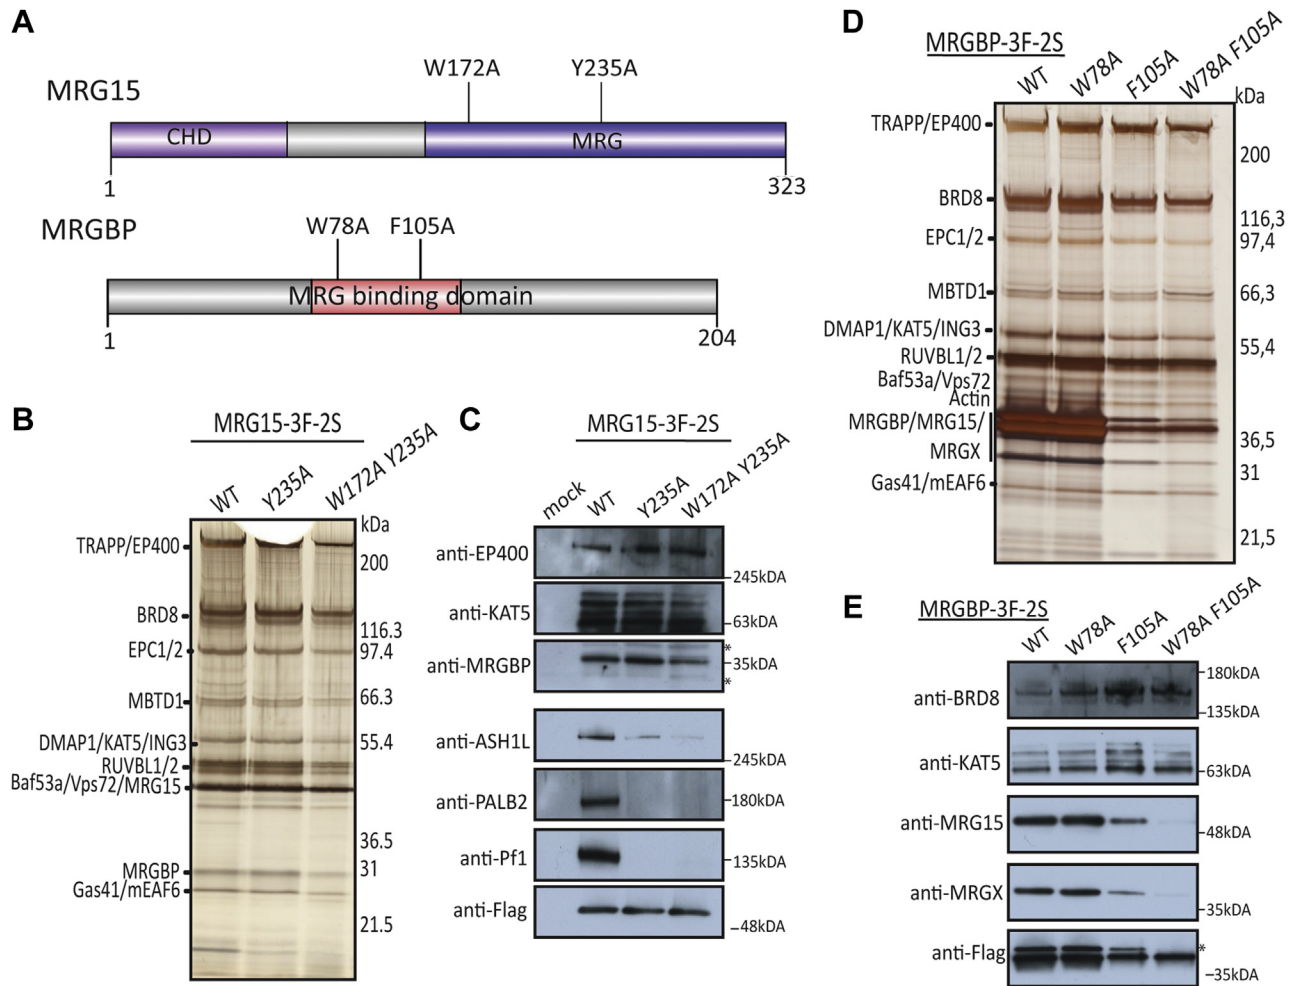 A
MRG15
W172A
Y235A
CHD
MRG
1
323
MRGBP
W78A
F105A
MRG binding domain
1
204
B
MRG15-3F-2S
WT
Y235A
W172A Y235A
kDa
TRAPP/EP400
200
BRD8
116.3
EPC1/2
97.4
MBTD1
66.3
DMAP1/KAT5/ING3
55.4
RUVBL1/2
Baf53a/Vps72/MRG15
36.5
MRGBP
31
Gas41/mEAF6
21.5
C
MRG15-3F-2S
mock
WT
Y235A
W172A Y235A
anti-EP400
245kDA
anti-KAT5
63kDA
anti-MRGBP
*
35kDA
*
anti-ASH1L
245kDA
anti-PALB2
180kDA
anti-Pf1
135kDA
anti-Flag
48kDA
D
MRGBP-3F-2S
WT
W78A
F105A
W78A F105A
kDa
TRAPP/EP400
200
BRD8
116,3
EPC1/2
97,4
MBTD1
66,3
DMAP1/KAT5/ING3
55,4
RUVBL1/2
Baf53a/Vps72
Actin
MRGBP/MRG15/
36,5
MRGX
31
Gas41/mEAF6
21,5
E
MRGBP-3F-2S
WT
W78A
F105A
W78A F105A
anti-BRD8
180kDA
135kDA
anti-KAT5
63kDA
anti-MRG15
48kDA
anti-MRGX
35kDA
anti-Flag
*
35kDA